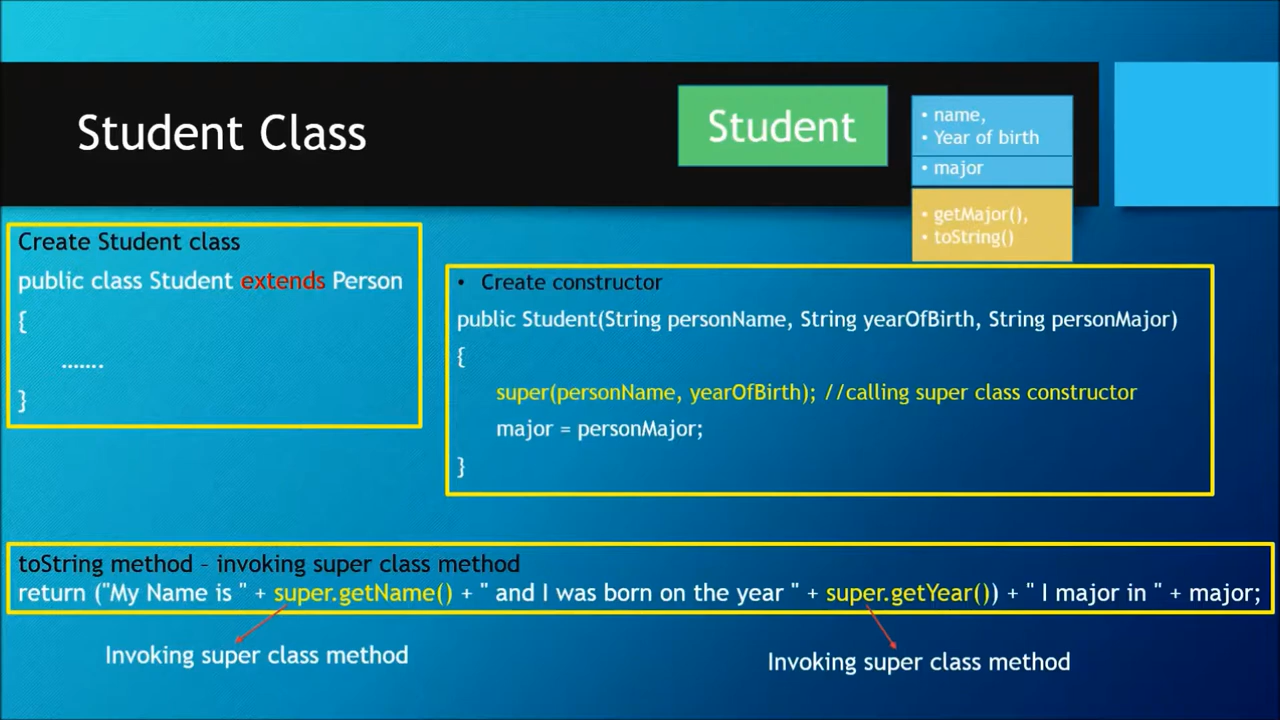 Student Class
Student
• name,
• Year of birth
• major
• getMajor(),
• toString()
Create Student class
public class Student extends Person
{
.......
}
• Create constructor
public Student(String personName, String yearOfBirth, String personMajor)
{
super(personName, yearOfBirth); //calling super class constructor
major = personMajor;
}
toString method – invoking super class method
return ("My Name is " + super.getName() + " and I was born on the year " + super.getYear()) + " I major in " + major;
Invoking super class method
Invoking super class method